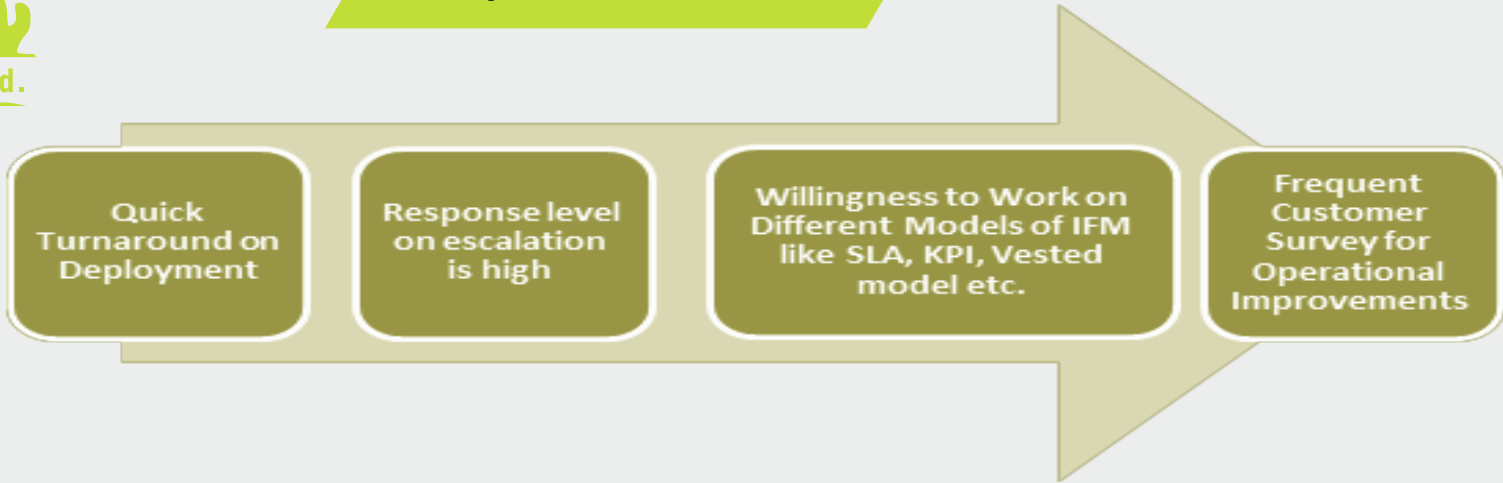 d.
Quick
Turnaround on
Deployment
Response level
on escalation
is high
Willingness to Work on
Different Models of IFM
like SLA, KPI, Vested
model etc.
Frequent
Customer
Survey for
Operational
Improvements